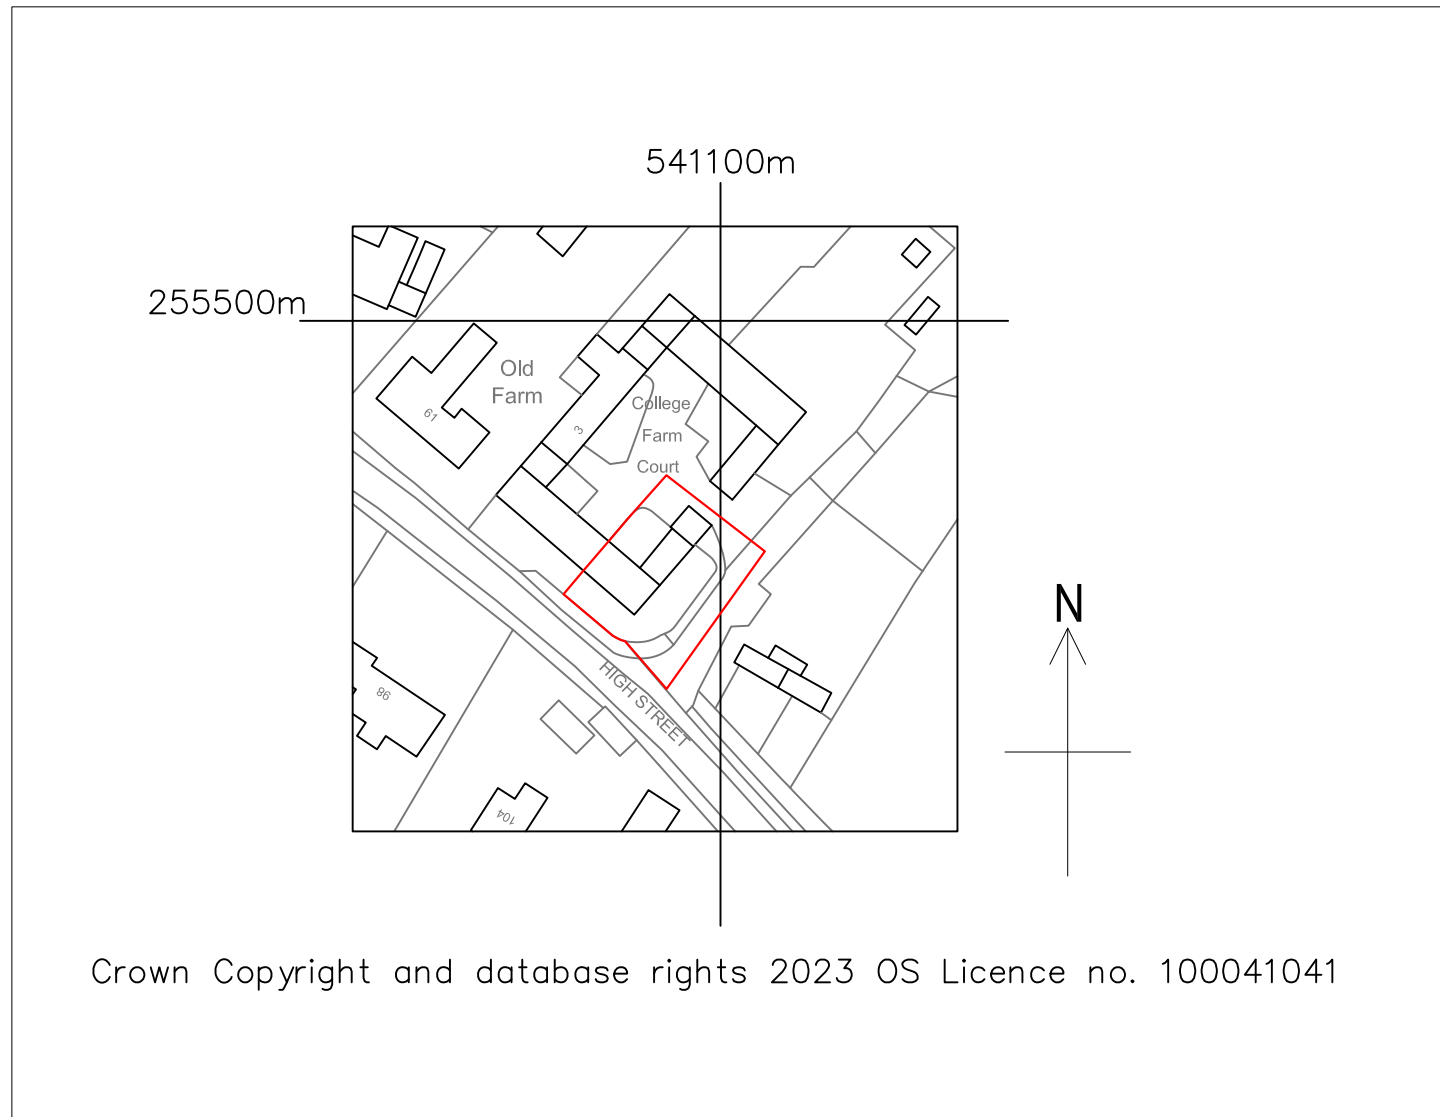 541100m
255500m
Old
Farm
College
Farm
Court
61
3
N
HIGH STREET
98
104
Crown Copyright and database rights 2023 OS Licence no. 100041041